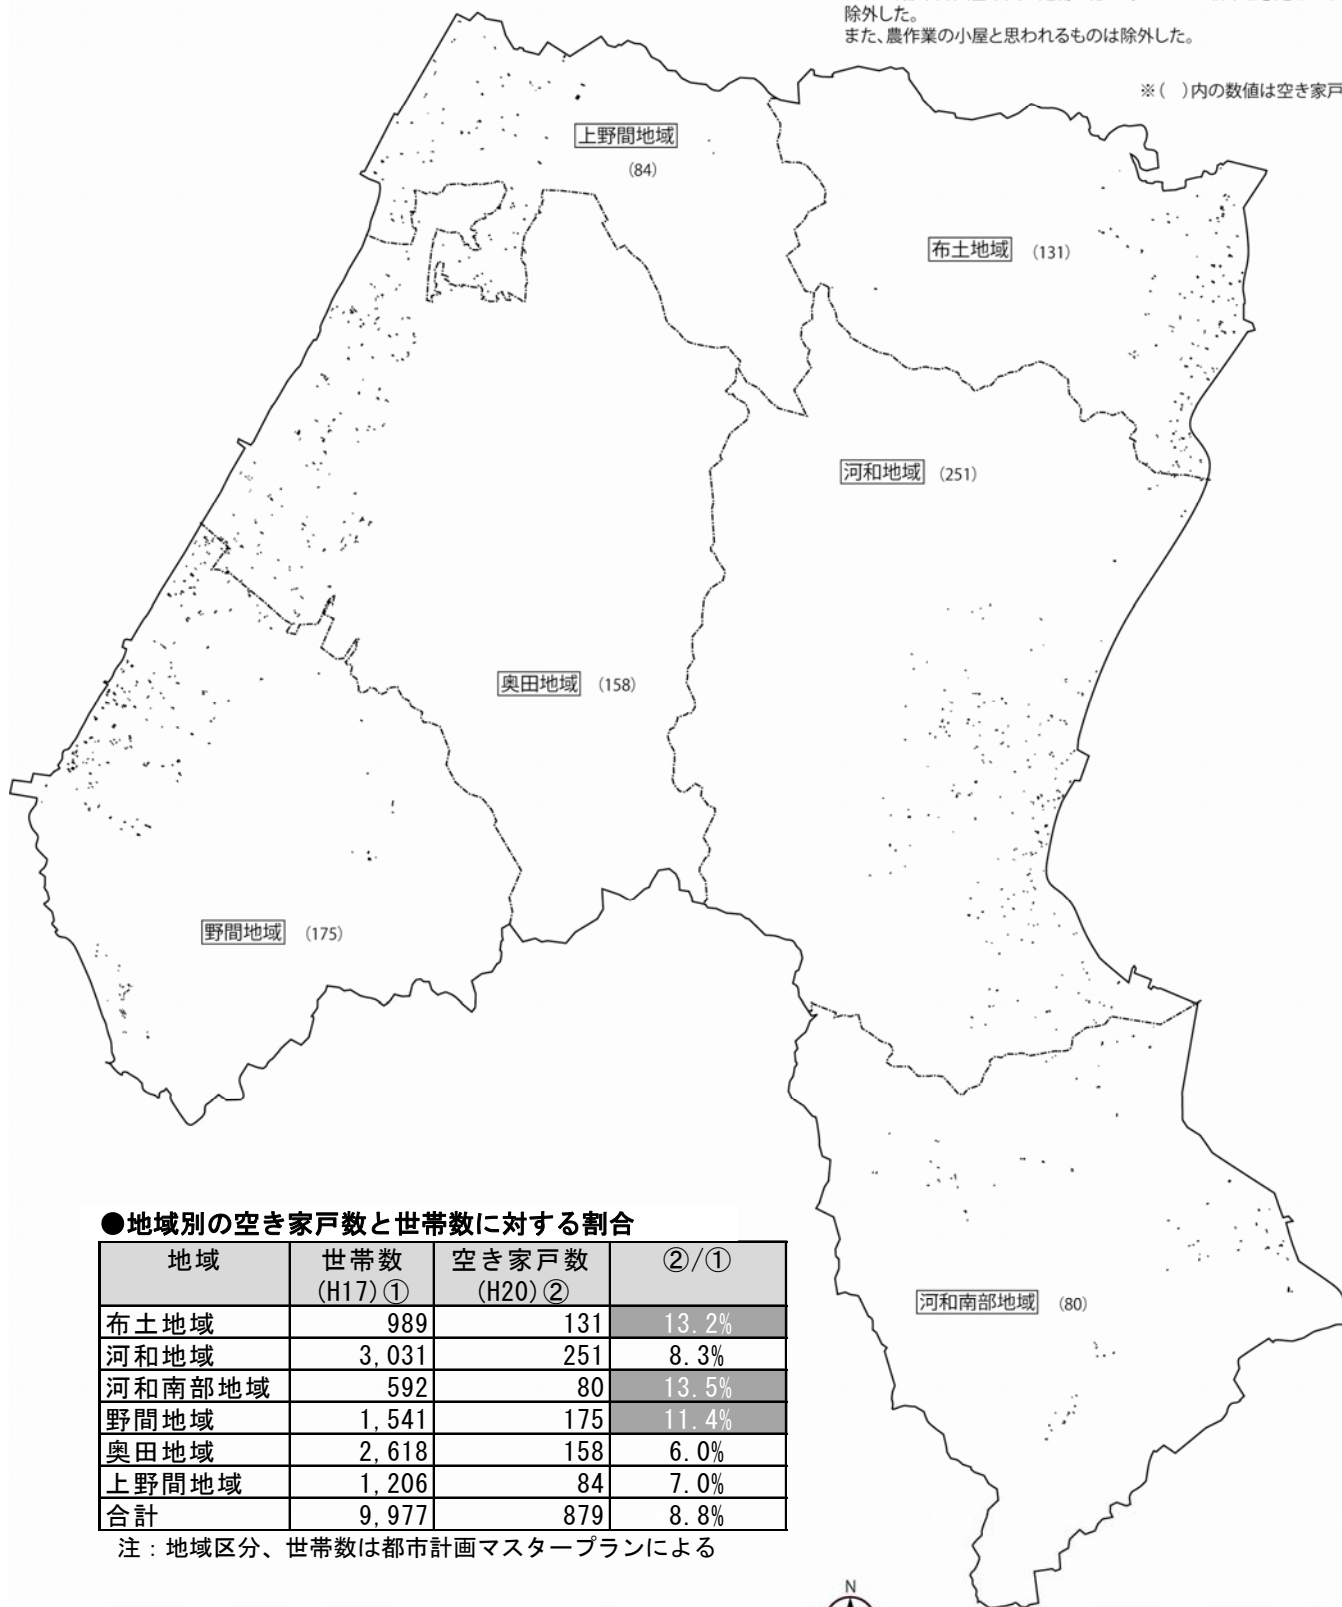 除外した。
また、農作業の小屋と思われるものは除外した。
※(　)内の数値は空き家戸
上野間地域
(84)
布土地域 (131)
河和地域 (251)
奥田地域 (158)
野間地域 (175)
河和南部地域 (80)
●地域別の空き家戸数と世帯数に対する割合
地域 世帯数 空き家戸数 ②/①
(H17)① (H20)②
布土地域 989 131 13.2%
河和地域 3,031 251 8.3%
河和南部地域 592 80 13.5%
野間地域 1,541 175 11.4%
奥田地域 2,618 158 6.0%
上野間地域 1,206 84 7.0%
合計 9,977 879 8.8%
注：地域区分、世帯数は都市計画マスタープランによる
N